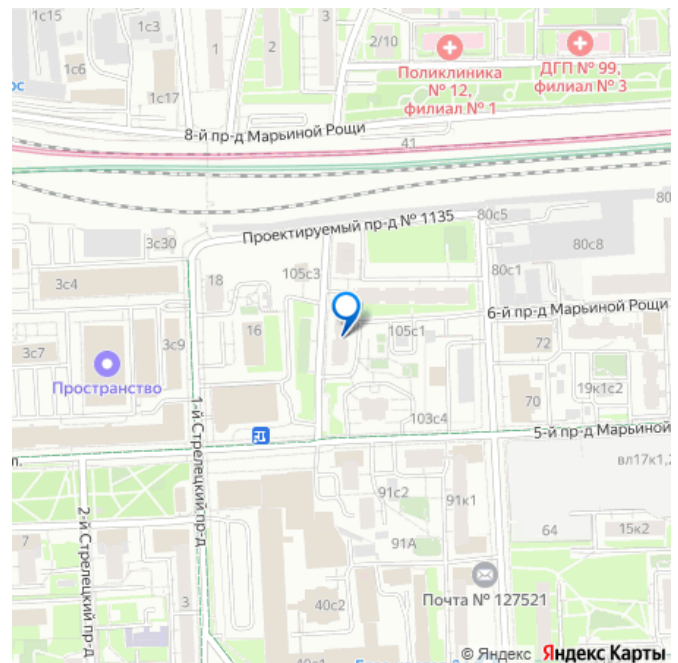 1с15
1с3
3
1с6
1
2
2/10
ос
1с17
Поликлиника
№ 12,
филиал № 1
ДГП № 99,
филиал № 3
8-й пр-д Марьиной Рощи
41
80
80с5
Проектируемый пр-д № 1135
3с30
80с8
3с4
18
105с3
80с1
6-й пр-д Марьиной Рощи
16
105с1
3с7
3с9
72
Пространство
19к1с2
70
1-й Стрелецкий пр-д
103с4
5-й пр-д Марьиной
л.
вл17к1,2
91с2
91к1
2-й Стрелецкий пр-д
7
91А
64
15к2
3
40с2
Почта № 127521
40с1
© Яндекс Яндекс Карты